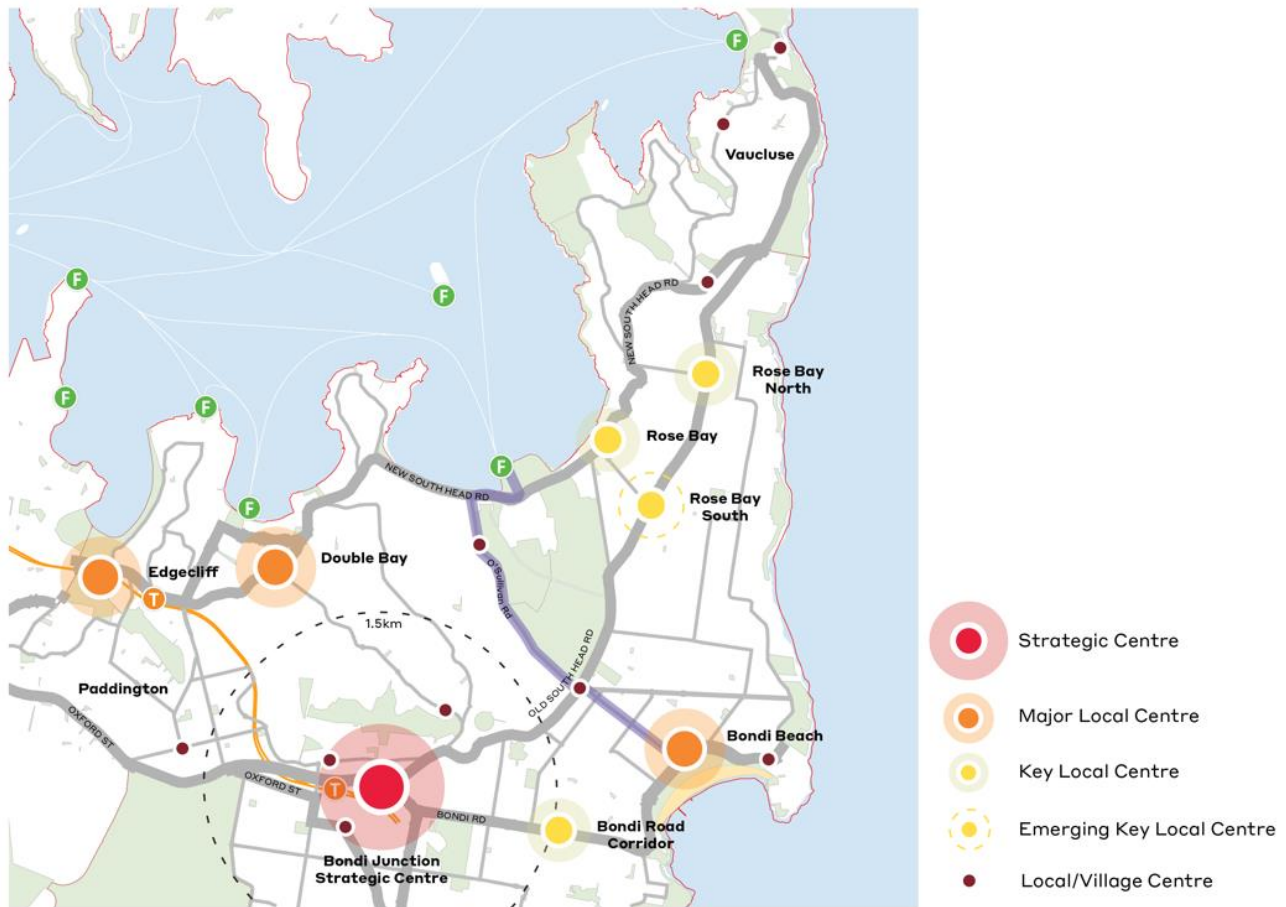 F
Vaucluse
F
F
NEW SOUTH HEAD RD
Rose Bay
North
F
F
Rose Bay
F
NEW SOUTH HEAD RD
Rose Bay
South
F
Double Bay
Edgecliff
T
O'Sullivan Rd
1.5km
Paddington
OLD SOUTH HEAD RD
OXFORD ST
Bondi Beach
OXFORD ST
T
BONDI RD
Bondi Road
Corridor
Bondi Junction
Strategic Centre
Strategic Centre
Major Local Centre
Key Local Centre
Emerging Key Local Centre
Local/Village Centre